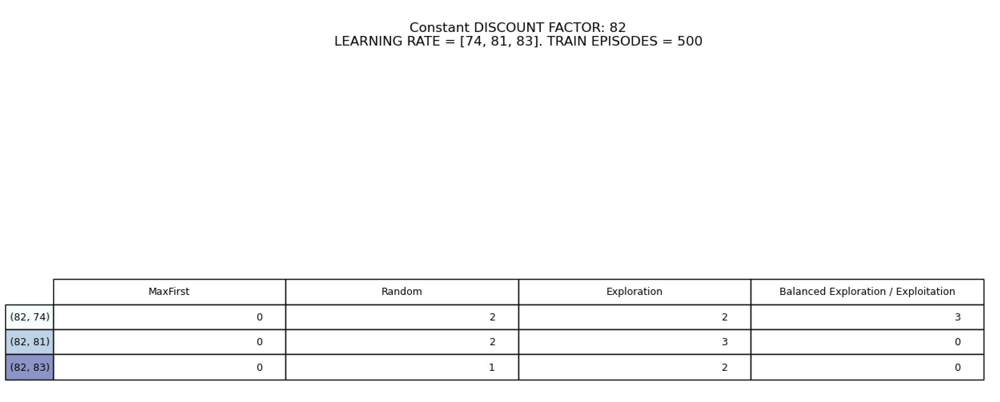 Constant DISCOUNT FACTOR: 82
LEARNING RATE = [74, 81, 83]. TRAIN EPISODES = 500
MaxFirst Random Exploration Balanced Exploration / Exploitation
(82, 74) 0 2 2 3
(82, 81) 0 2 3 0
(82, 83) 0 1 2 0